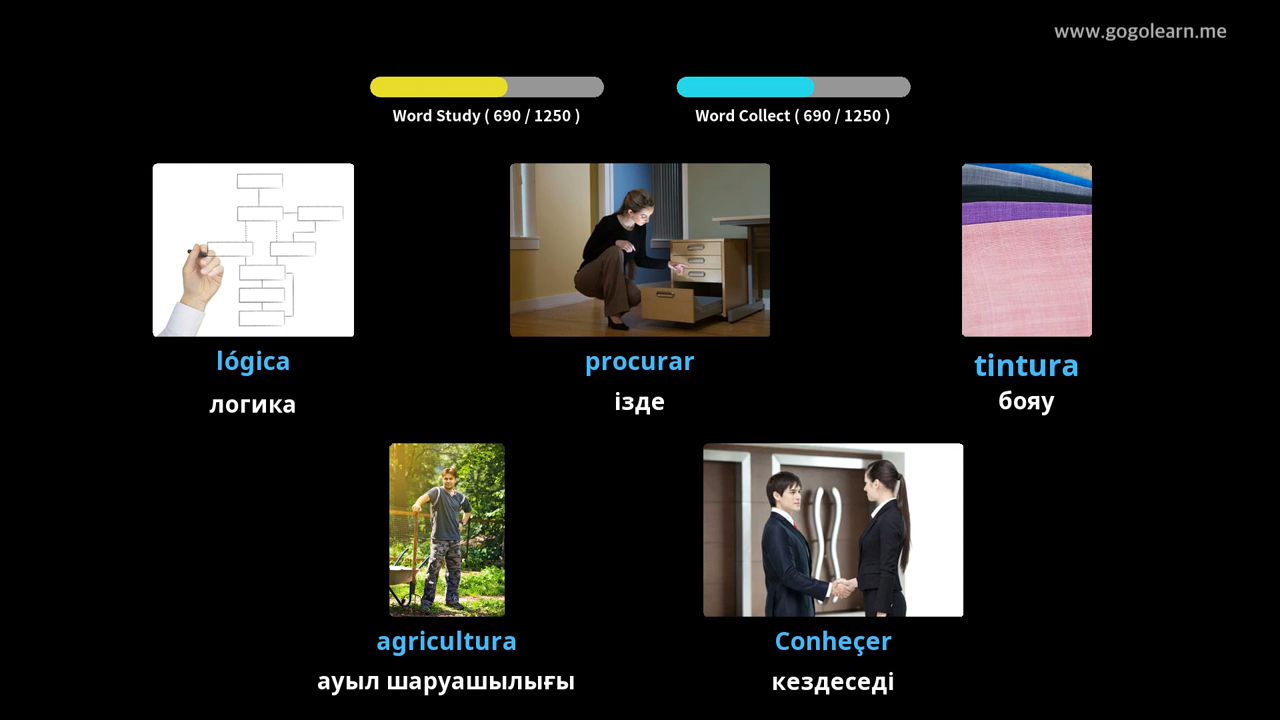 www.gogolearn.me
Word Study ( 690 / 1250 )
Word Collect ( 690 / 1250 )
lógica
procurar
tintura
логика
ізде
бояу
agricultura
Conheçer
ауыл шаруашылығы
кездеседі